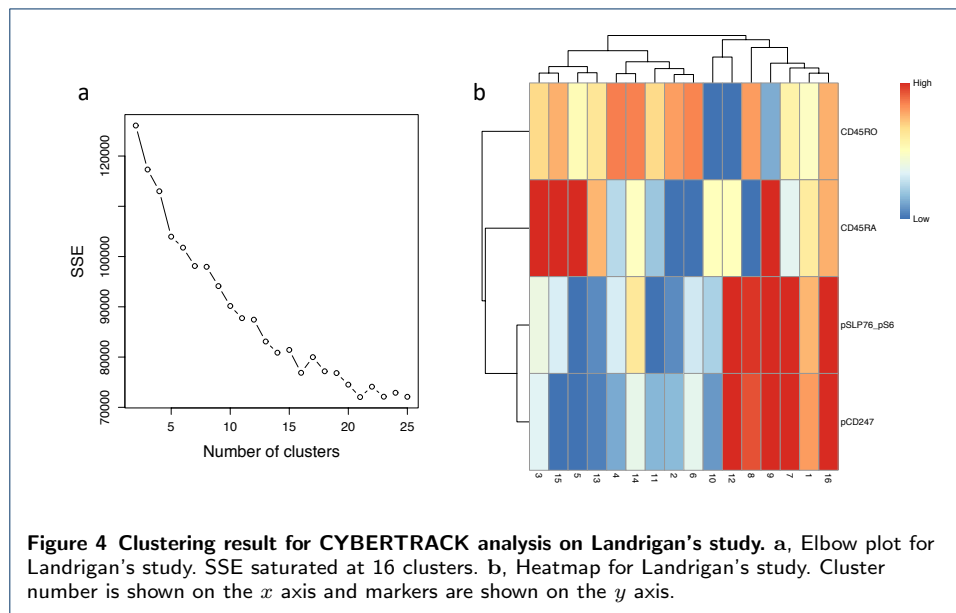 a
SSE
70000
80000
90000
100000
120000
5
10
15
20
25
Number of clusters
b
High
Low
CD45RO
CD45RA
pSLP76_pS6
pCD247
3
15
5
13
4
14
11
2
6
10
12
8
9
7
1
16
Figure 4 Clustering result for CYBERTRACK analysis on Landrigan's study. a, Elbow plot for
Landrigan's study. SSE saturated at 16 clusters. b, Heatmap for Landrigan's study. Cluster
number is shown on the x axis and markers are shown on the y axis.